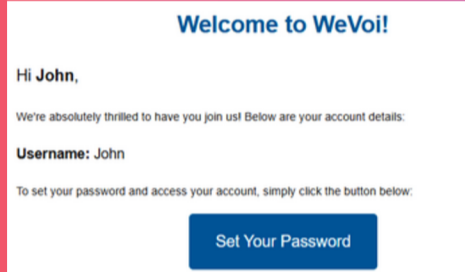 Welcome to WeVoi!
Hi John,
We're absolutely thrilled to have you join us! Below are your account details:
Username: John
To set your password and access your account, simply click the button below:
Set Your Password